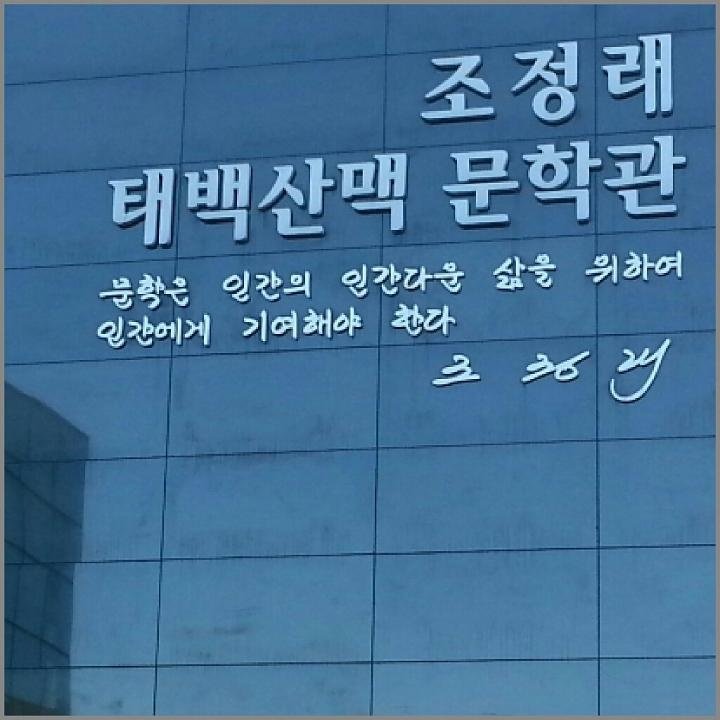 조정래
태백산맥 문학관
문학은 인간의 인간다운 삶을 위하여
인간에게 기여해야 한다
조정래